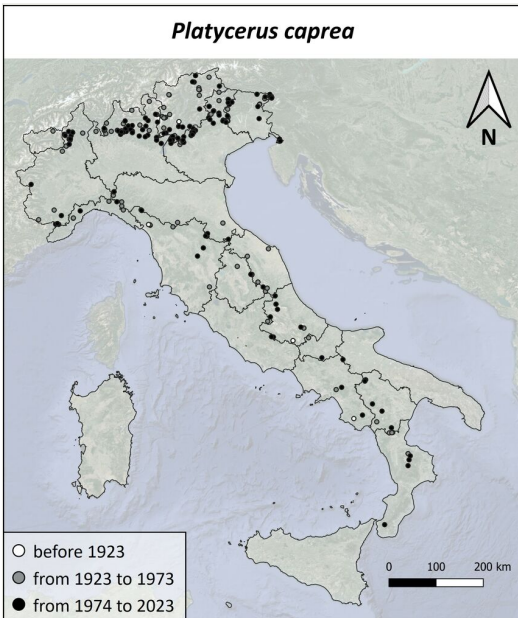 Platycerus caprea
N
before 1923
from 1923 to 1973
from 1974 to 2023
0 100 200 km